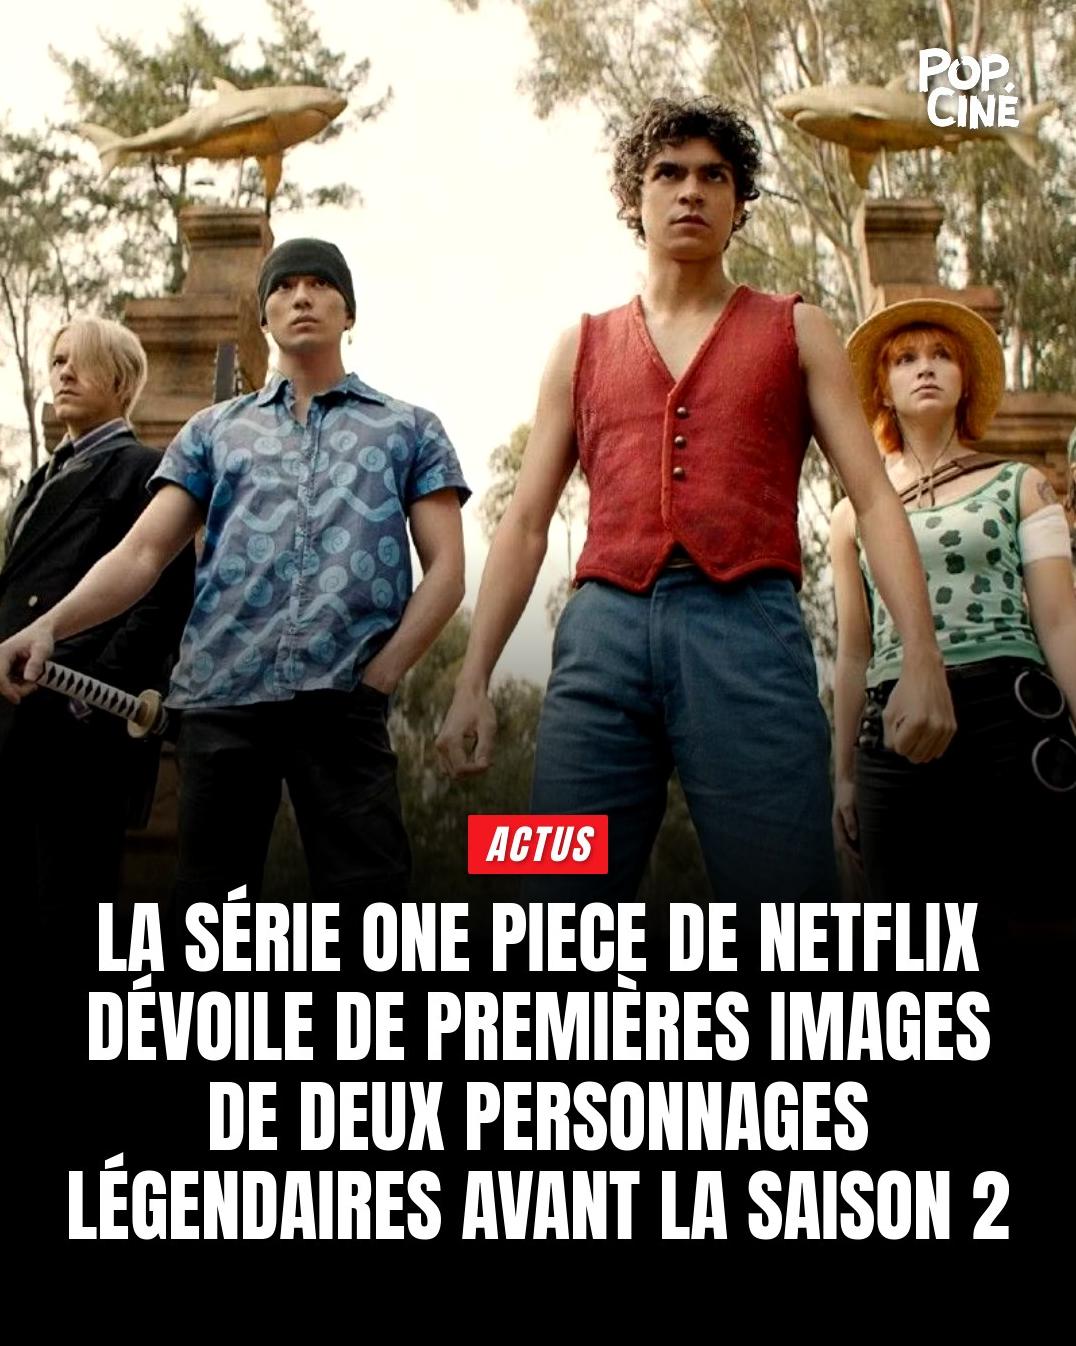 POP
CINÉ
ACTUS
LA SÉRIE ONE PIECE DE NETFLIX
DÉVOILE DE PREMIÈRES IMAGES
DE DEUX PERSONNAGES
LÉGENDAIRES AVANT LA SAISON 2